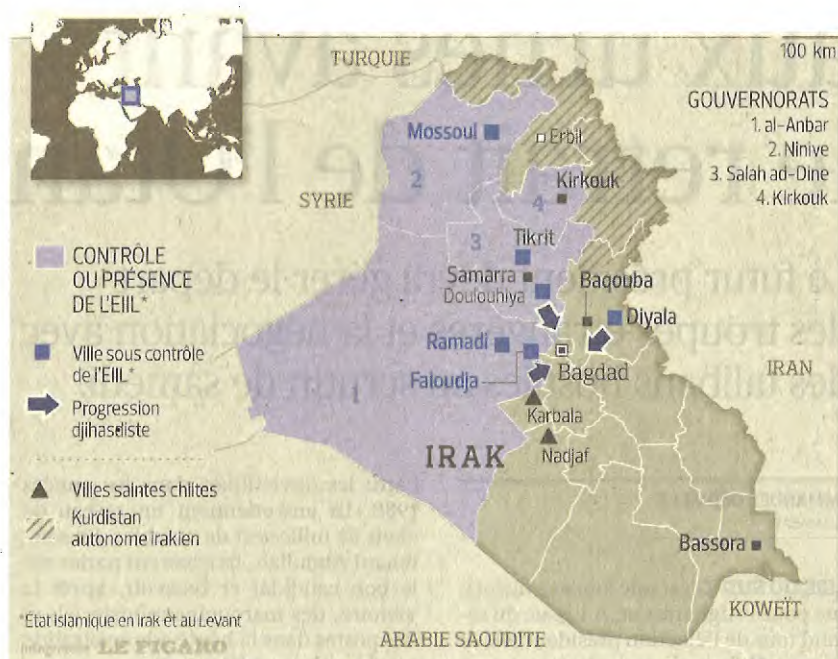 TURQUIE
100 km
GOUVERNORATS
1. al-Anbar
2. Ninive
3. Salah ad-Dine
4. Kirkouk
Mossoul
Erbil
2
Kirkouk
4
SYRIE
3
Tikrit
CONTRÔLE
OU PRÉSENCE
DE L'EIIL*
Samarra
Doulouhiya
Baqouba
Diyala
Ville sous contrôle
de l'EIIL*
Ramadi
Faloudja
Bagdad
IRAN
1
Progression
djihasdiste
Karbala
IRAK
Nadjaf
Villes saintes chiites
Kurdistan
autonome irakien
Bassora
KOWEÏT
*Etat islamique en irak et au Levant
ARABIE SAOUDITE
LE FIGARO